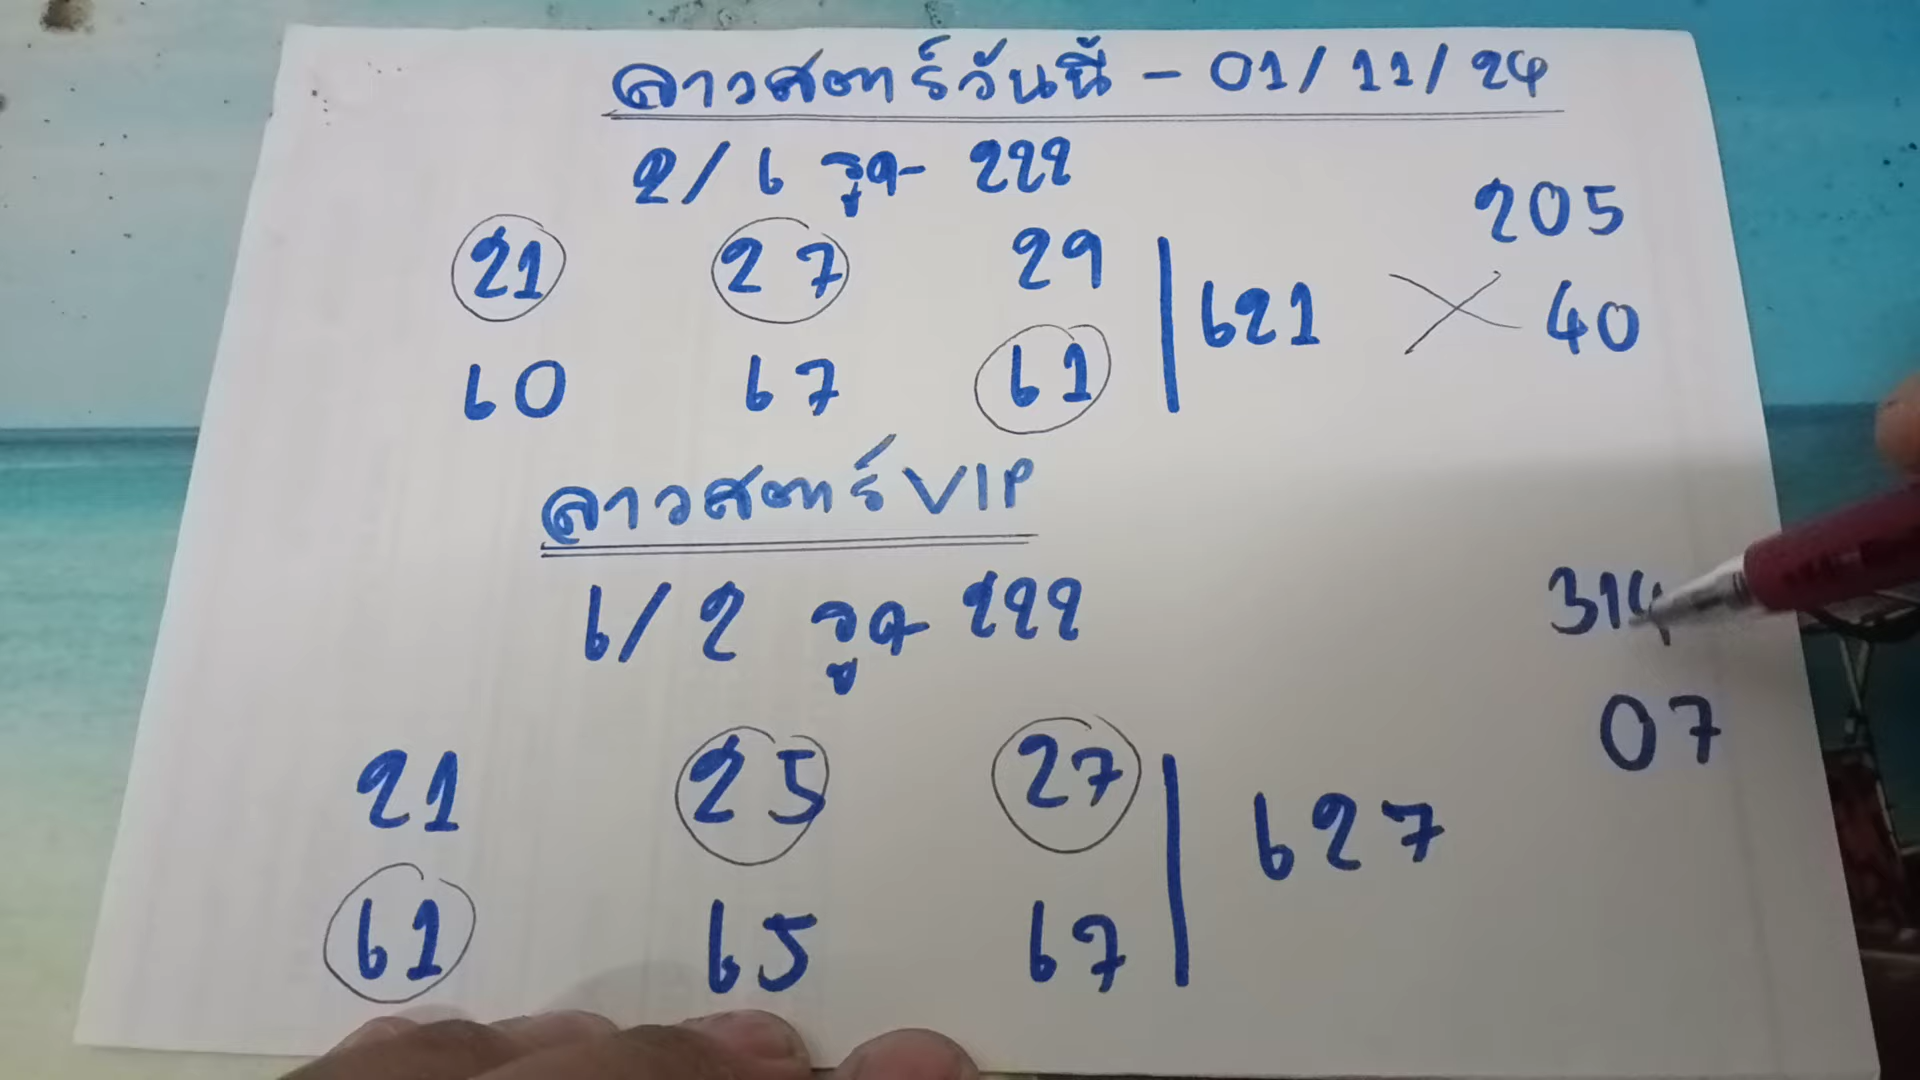 ลาวสตาร์วันนี้ - 01/11/24
2/6 รูด 222
21 27 29 621 205
60 67 61 40
ลาวสตาร์ VIP
6/2 รูด 222 314
07
21 25 27 627
61 65 67